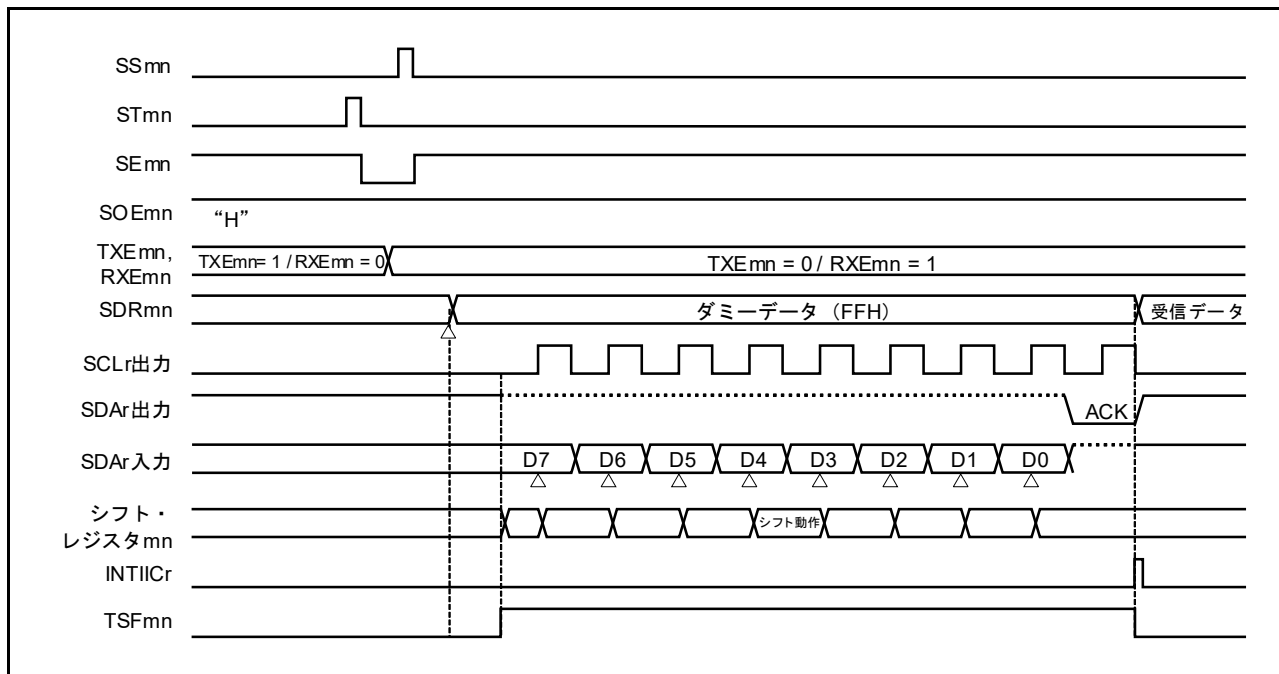 SSmn
STmn
SEmn
SOEmn "H"
TXEmn, RXEmn TXEmn= 1 / RXEmn = 0 TXEmn = 0 / RXEmn = 1
SDRmn ダミーデータ (FFH) 受信データ
SCLr出力
SDAr出力 ACK
SDAr入力 D7 D6 D5 D4 D3 D2 D1 D0
シフト・
レジスタmn シフト動作
INTIICr
TSFmn